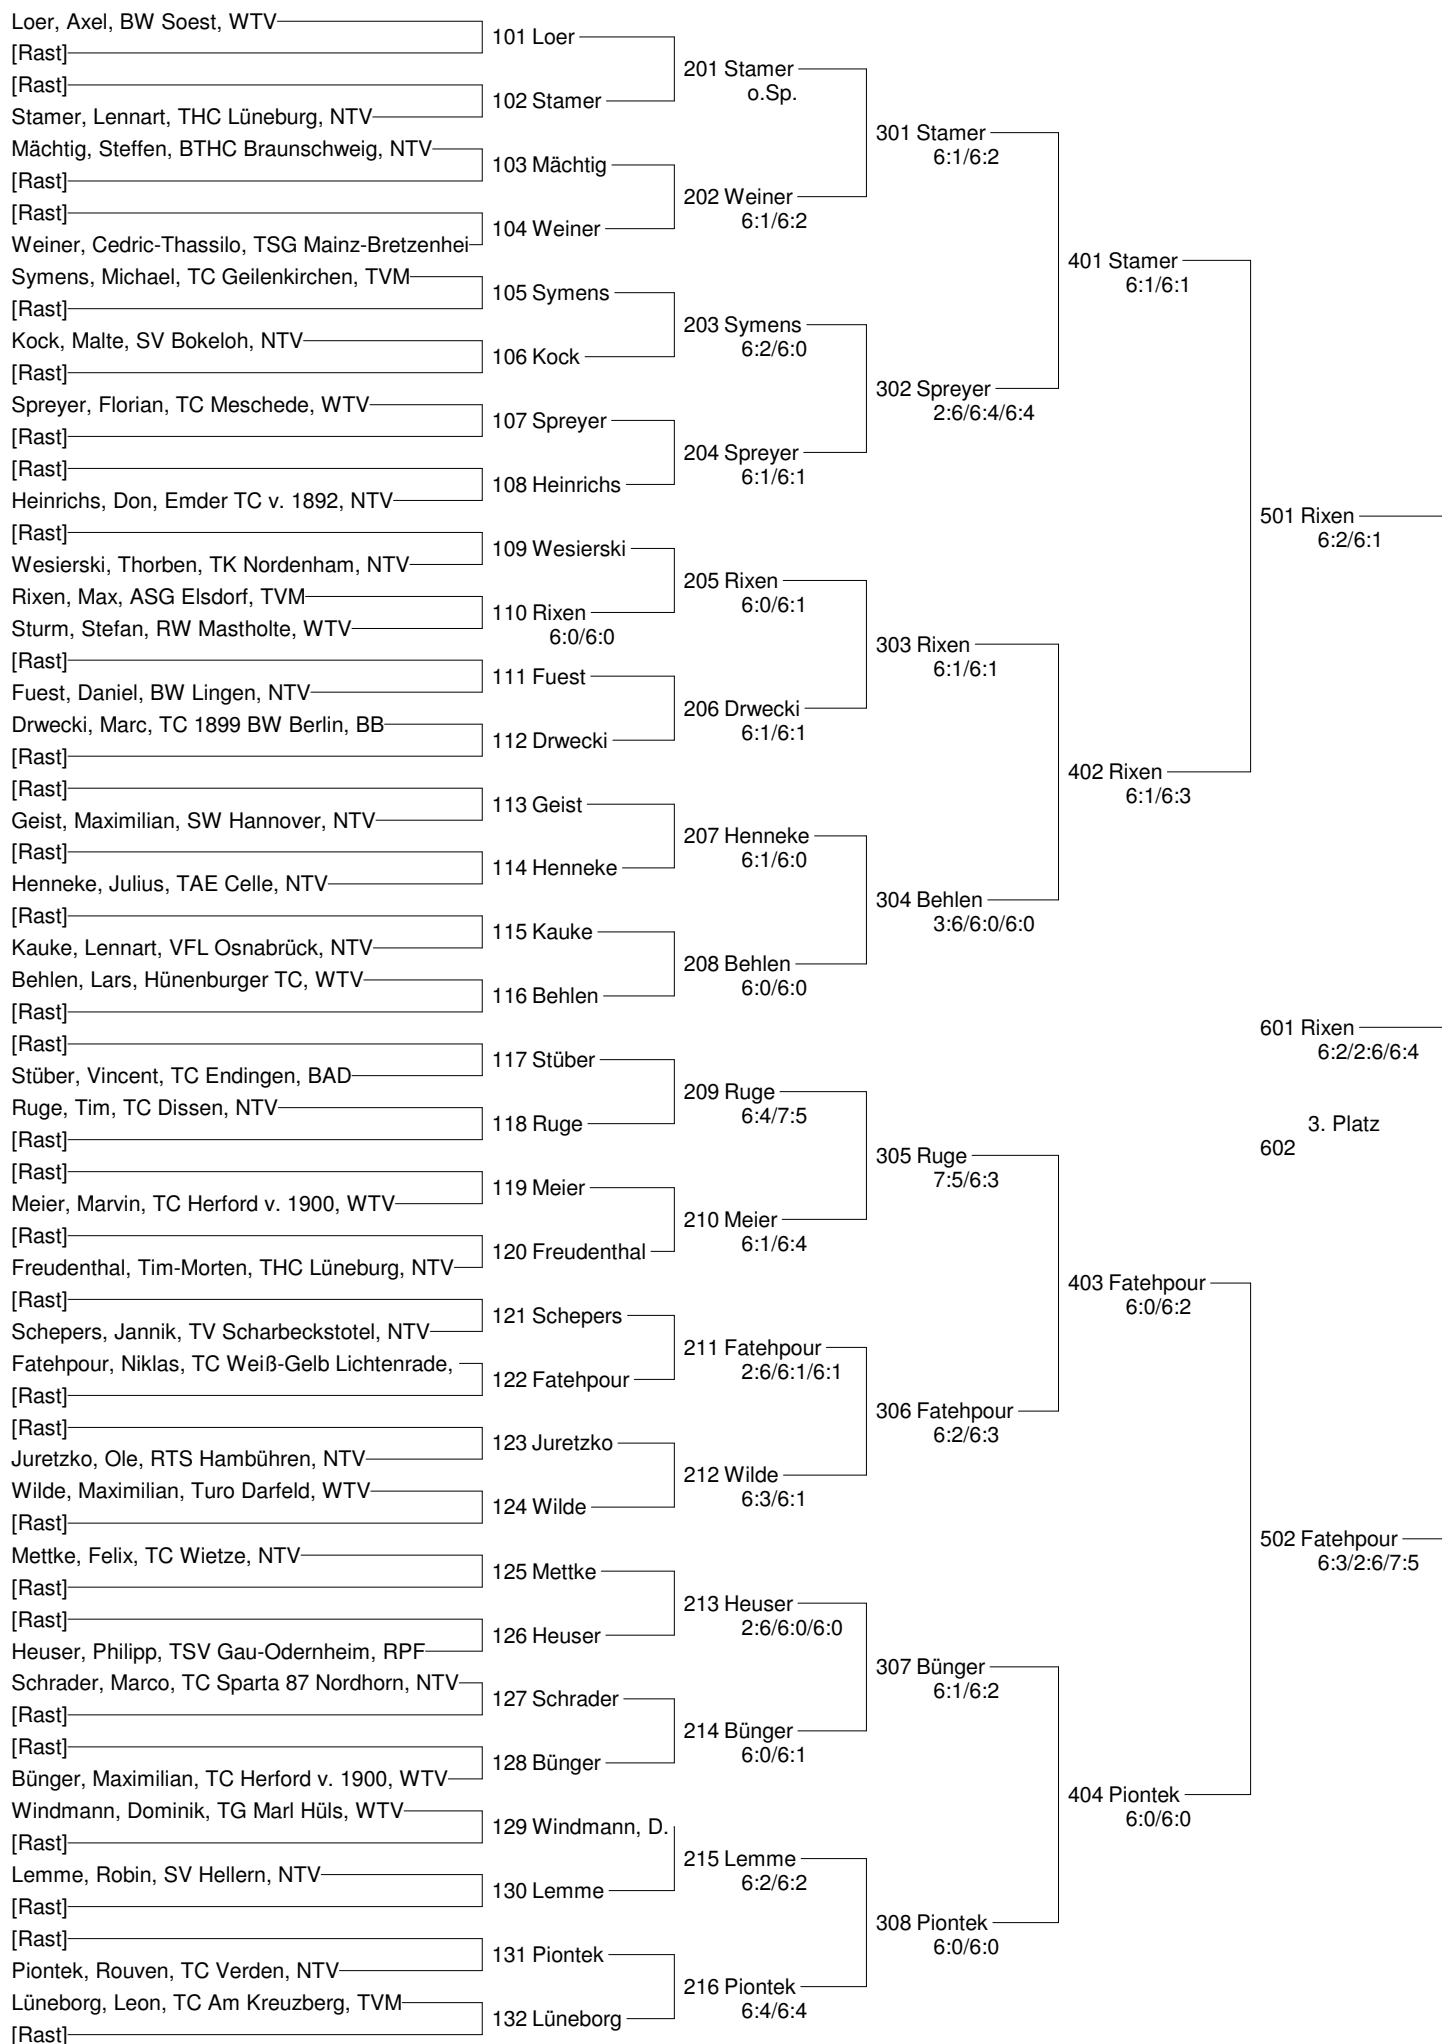 Loer, Axel, BW Soest, WTV
[Rast]
[Rast]
Stamer, Lennart, THC Lüneburg, NTV
Mächtig, Steffen, BTHC Braunschweig, NTV
[Rast]
[Rast]
Weiner, Cedric-Thassilo, TSG Mainz-Bretzenhei
Symens, Michael, TC Geilenkirchen, TVM
[Rast]
Kock, Malte, SV Bokeloh, NTV
[Rast]
Spreyer, Florian, TC Meschede, WTV
[Rast]
[Rast]
Heinrichs, Don, Emder TC v. 1892, NTV
[Rast]
Wesierski, Thorben, TK Nordenham, NTV
Rixen, Max, ASG Elsdorf, TVM
Sturm, Stefan, RW Mastholte, WTV
[Rast]
Fuest, Daniel, BW Lingen, NTV
Drwecki, Marc, TC 1899 BW Berlin, BB
[Rast]
[Rast]
Geist, Maximilian, SW Hannover, NTV
[Rast]
Henneke, Julius, TAE Celle, NTV
[Rast]
Kauke, Lennart, VFL Osnabrück, NTV
Behlen, Lars, Hünenburger TC, WTV
[Rast]
[Rast]
Stüber, Vincent, TC Endingen, BAD
Ruge, Tim, TC Dissen, NTV
[Rast]
[Rast]
Meier, Marvin, TC Herford v. 1900, WTV
[Rast]
Freudenthal, Tim-Morten, THC Lüneburg, NTV
[Rast]
Schepers, Jannik, TV Scharbeckstotel, NTV
Fatehpour, Niklas, TC Weiß-Gelb Lichtenrade,
[Rast]
[Rast]
Juretzko, Ole, RTS Hambühren, NTV
Wilde, Maximilian, Turo Darfeld, WTV
[Rast]
Mettke, Felix, TC Wietze, NTV
[Rast]
[Rast]
Heuser, Philipp, TSV Gau-Odernheim, RPF
Schrader, Marco, TC Sparta 87 Nordhorn, NTV
[Rast]
[Rast]
Bünger, Maximilian, TC Herford v. 1900, WTV
Windmann, Dominik, TG Marl Hüls, WTV
[Rast]
Lemme, Robin, SV Hellern, NTV
[Rast]
[Rast]
Piontek, Rouven, TC Verden, NTV
Lüneborg, Leon, TC Am Kreuzberg, TVM
[Rast]
101 Loer
102 Stamer
103 Mächtig
104 Weiner
105 Symens
106 Kock
107 Spreyer
108 Heinrichs
109 Wesierski
110 Rixen
6:0/6:0
111 Fuest
112 Drwecki
113 Geist
114 Henneke
115 Kauke
116 Behlen
117 Stüber
118 Ruge
119 Meier
120 Freudenthal
121 Schepers
122 Fatehpour
123 Juretzko
124 Wilde
125 Mettke
126 Heuser
127 Schrader
128 Bünger
129 Windmann, D.
130 Lemme
131 Piontek
132 Lüneborg
201 Stamer
o.Sp.
202 Weiner
6:1/6:2
203 Symens
6:2/6:0
204 Spreyer
6:1/6:1
205 Rixen
6:0/6:1
206 Drwecki
6:1/6:1
207 Henneke
6:1/6:0
208 Behlen
6:0/6:0
209 Ruge
6:4/7:5
210 Meier
6:1/6:4
211 Fatehpour
2:6/6:1/6:1
212 Wilde
6:3/6:1
213 Heuser
2:6/6:0/6:0
214 Bünger
6:0/6:1
215 Lemme
6:2/6:2
216 Piontek
6:4/6:4
301 Stamer
6:1/6:2
302 Spreyer
2:6/6:4/6:4
303 Rixen
6:1/6:1
304 Behlen
3:6/6:0/6:0
305 Ruge
7:5/6:3
306 Fatehpour
6:2/6:3
307 Bünger
6:1/6:2
308 Piontek
6:0/6:0
401 Stamer
6:1/6:1
402 Rixen
6:1/6:3
403 Fatehpour
6:0/6:2
404 Piontek
6:0/6:0
501 Rixen
6:2/6:1
601 Rixen
6:2/2:6/6:4
3. Platz
602
502 Fatehpour
6:3/2:6/7:5